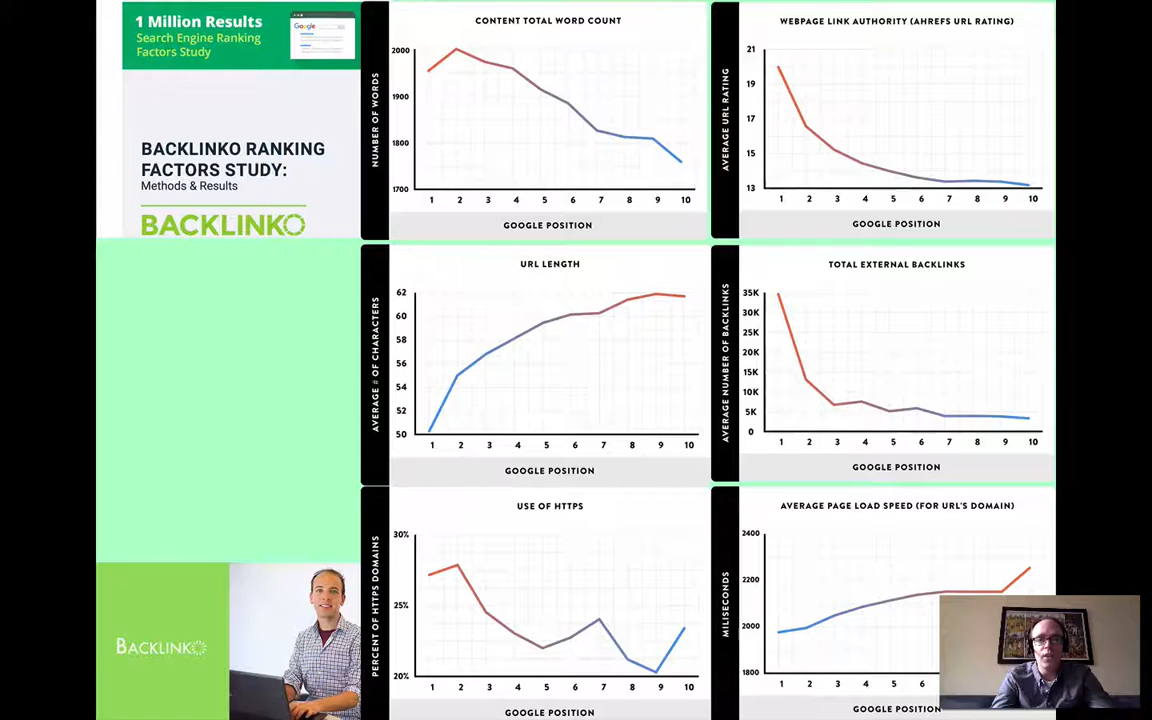 1 Million Results
Search Engine Ranking
Factors Study
Google
BACKLINKO RANKING
FACTORS STUDY:
Methods & Results
BACKLINKO
CONTENT TOTAL WORD COUNT
NUMBER OF WORDS
2000
1900
1800
1700
1 2 3 4 5 6 7 8 9 10
GOOGLE POSITION
WEBPAGE LINK AUTHORITY (AHREFS URL RATING)
AVERAGE URL RATING
21
19
17
15
13
1 2 3 4 5 6 7 8 9 10
GOOGLE POSITION
URL LENGTH
AVERAGE # OF CHARACTERS
62
60
58
56
54
52
50
1 2 3 4 5 6 7 8 9 10
GOOGLE POSITION
TOTAL EXTERNAL BACKLINKS
AVERAGE NUMBER OF BACKLINKS
35K
30K
25K
20K
15K
10K
5K
0
1 2 3 4 5 6 7 8 9 10
GOOGLE POSITION
BACKLINKO
USE OF HTTPS
PERCENT OF HTTPS DOMAINS
30%
25%
20%
1 2 3 4 5 6 7 8 9 10
GOOGLE POSITION
AVERAGE PAGE LOAD SPEED (FOR URL'S DOMAIN)
MILISECONDS
2400
2200
2000
1800
1 2 3 4 5 6
GOOGLE POSITION